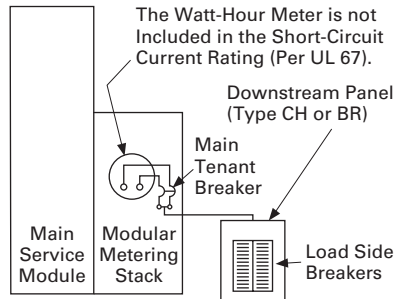 The Watt-Hour Meter is not
Included in the Short-Circuit
Current Rating (Per UL 67).
Downstream Panel
(Type CH or BR)
Main
Tenant
Breaker
Main
Service
Module
Modular
Metering
Stack
Load Side
Breakers